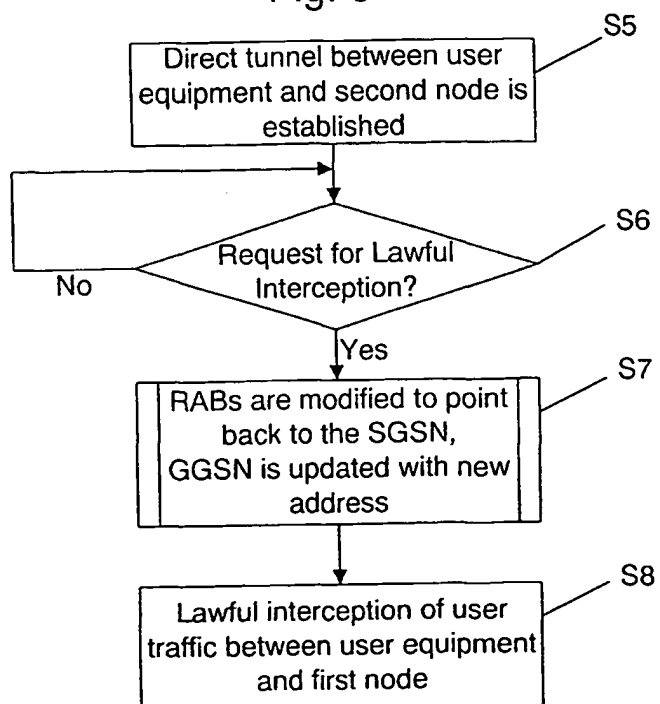 S5
Direct tunnel between user
equipment and second node is
established
S6
Request for Lawful
Interception?
No
Yes
S7
RABs are modified to point
back to the SGSN,
GGSN is updated with new
address
S8
Lawful interception of user
traffic between user equipment
and first node